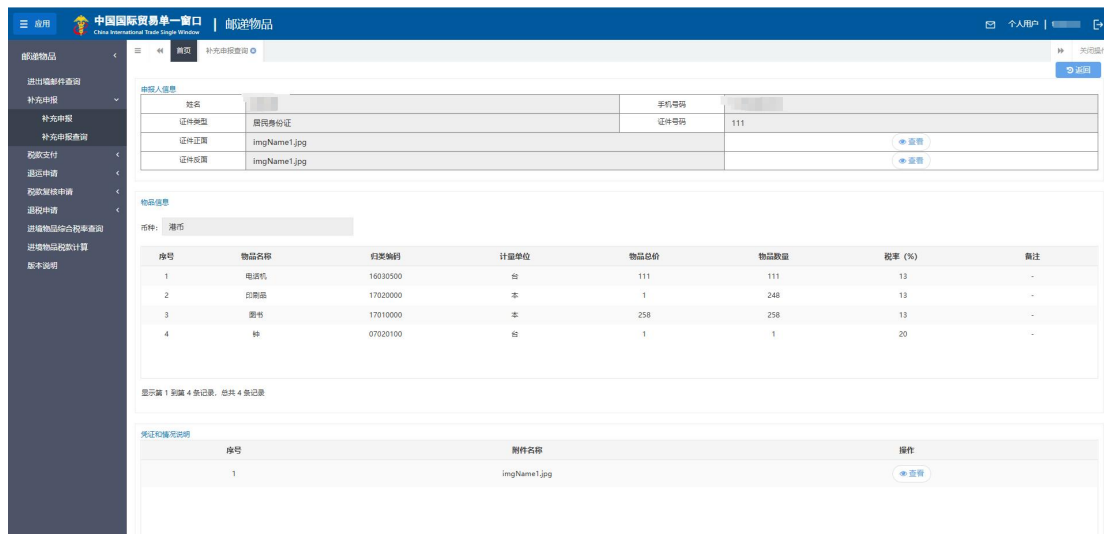 应用 中国国际贸易单一窗口 | 邮递物品 个人用户 |
China International Trade Single Window
邮递物品 首页 补充申报查询 关闭操作
返回
进出境邮件查询
补充申报
补充申报
补充申报查询
税款支付
退运申请
税款复核申请
退税申请
进境物品综合税率查询
进境物品税款计算
版本说明
申报人信息
姓名 手机号码
证件类型 居民身份证 证件号码 111
证件正面 imgName1.jpg 查看
证件反面 imgName1.jpg 查看
物品信息
币种: 港币
序号 物品名称 归类编码 计量单位 物品总价 物品数量 税率 (%) 备注
1 电话机 16030500 台 111 111 13 -
2 印刷品 17020000 本 1 248 13 -
3 图书 17010000 本 258 258 13 -
4 钟 07020100 台 1 1 20 -
显示第 1 到第 4 条记录, 总共 4 条记录
凭证和情况说明
序号 附件名称 操作
1 imgName1.jpg 查看